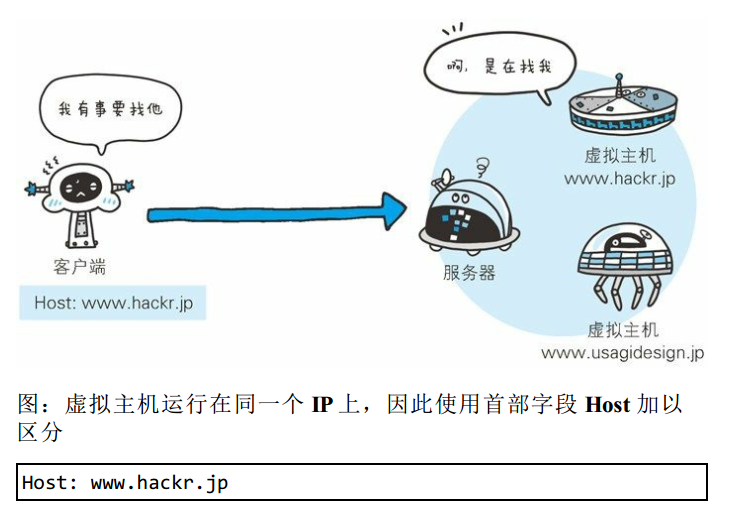 啊，是在找我
我有事要找他
虚拟主机
www.hackr.jp
客户端
服务器
Host: www.hackr.jp
虚拟主机
www.usagidesign.jp
图：虚拟主机运行在同一个 IP 上，因此使用首部字段 Host 加以
区分
Host: www.hackr.jp